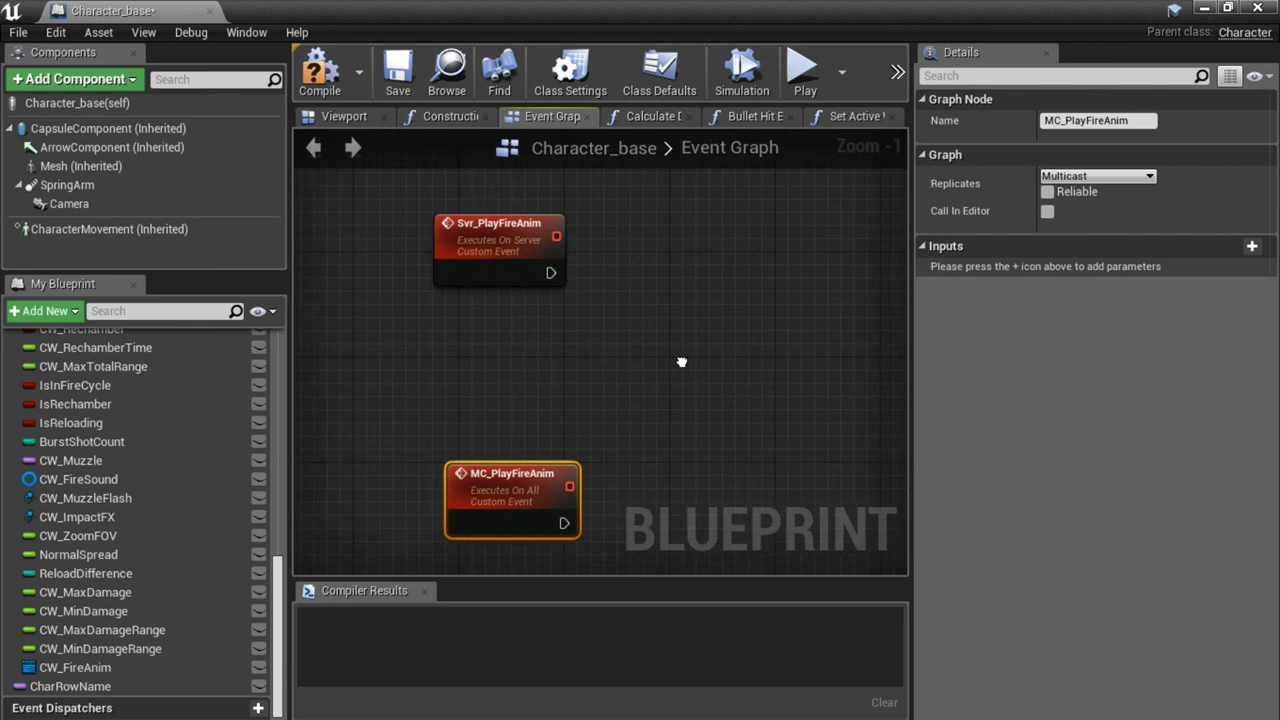 Character_base*
File Edit Asset View Debug Window Help
Parent class: Character
Components
Add Component
Search
Character_base(self)
CapsuleComponent (Inherited)
ArrowComponent (Inherited)
Mesh (Inherited)
SpringArm
Camera
CharacterMovement (Inherited)
My Blueprint
Add New
Search
CW_Rechamber
CW_RechamberTime
CW_MaxTotalRange
IsInFireCycle
IsRechamber
IsReloading
BurstShotCount
CW_Muzzle
CW_FireSound
CW_MuzzleFlash
CW_ImpactFX
CW_ZoomFOV
NormalSpread
ReloadDifference
CW_MaxDamage
CW_MinDamage
CW_MaxDamageRange
CW_MinDamageRange
CW_FireAnim
CharRowName
Event Dispatchers
Compile Save Browse Find Class Settings Class Defaults Simulation Play
Viewport Constructi Event Grap Calculate D Bullet Hit E Set Active
Character_base > Event Graph
Zoom -1
Svr_PlayFireAnim
Executes On Server
Custom Event
MC_PlayFireAnim
Executes On All
Custom Event
BLUEPRINT
Compiler Results
Clear
Details
Search
Graph Node
Name MC_PlayFireAnim
Graph
Replicates Multicast
Reliable
Call In Editor
Inputs
Please press the + icon above to add parameters